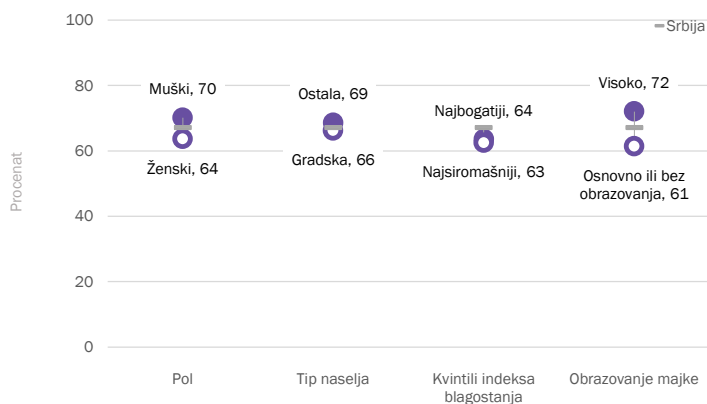 100
Srbija
80
Muški, 70
Ostala, 69
Najbogatiji, 64
Visoko, 72
60
Ženski, 64
Gradska, 66
Najsiromašniji, 63
Osnovno ili bez
obrazovanja, 61
Procenat
40
20
0
Pol
Tip naselja
Kvintili indeksa
blagostanja
Obrazovanje majke